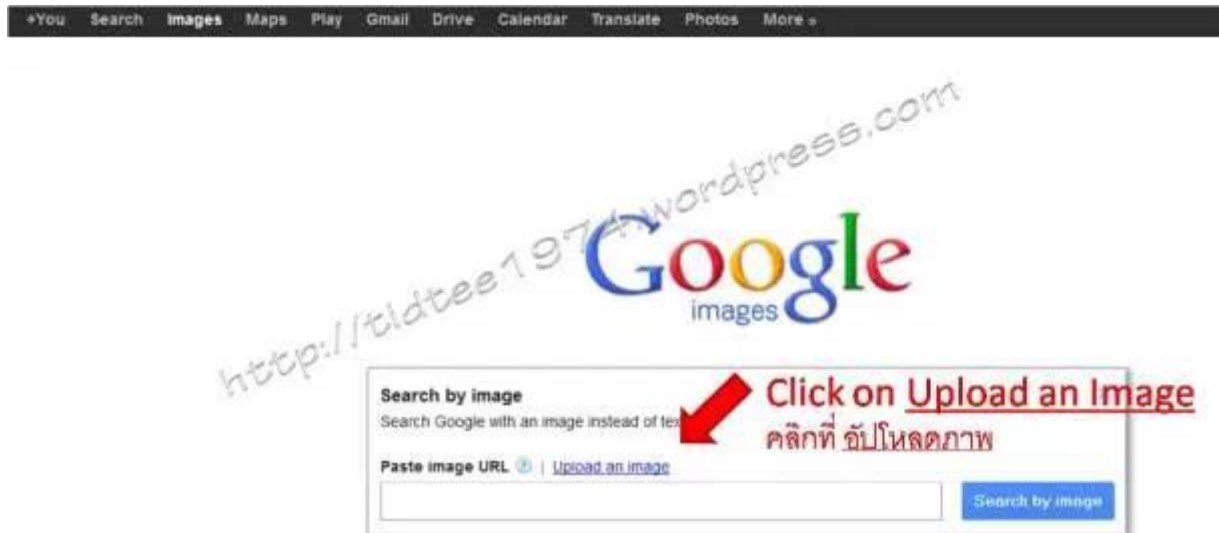 +You Search Images Maps Play Gmail Drive Calendar Translate Photos More »
http://tidtee1974.wordpress.com
Google
images
Search by image
Search Google with an image instead of tex
Click on Upload an Image
คลิกที่ อัปโหลดภาพ
Paste image URL | Upload an image
Search by image